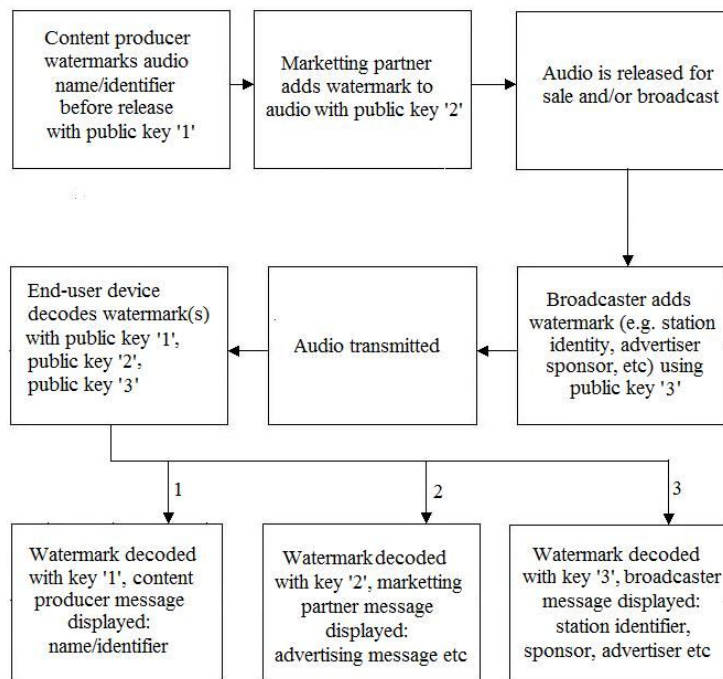 Content producer
watermarks audio
name/identifier
before release
with public key '1'
Marketting partner
adds watermark to
audio with public key '2'
Audio is released for
sale and/or broadcast
End-user device
decodes watermark(s)
with public key '1',
public key '2',
public key '3'
Audio transmitted
Broadcaster adds
watermark (e.g. station
identity, advertiser
sponsor, etc) using
public key '3'
1
2
3
Watermark decoded
with key '1', content
producer message
displayed:
name/identifier
Watermark decoded
with key '2', marketting
partner message
displayed:
advertising message etc
Watermark decoded
with key '3', broadcaster
message displayed:
station identifier,
sponsor, advertiser etc